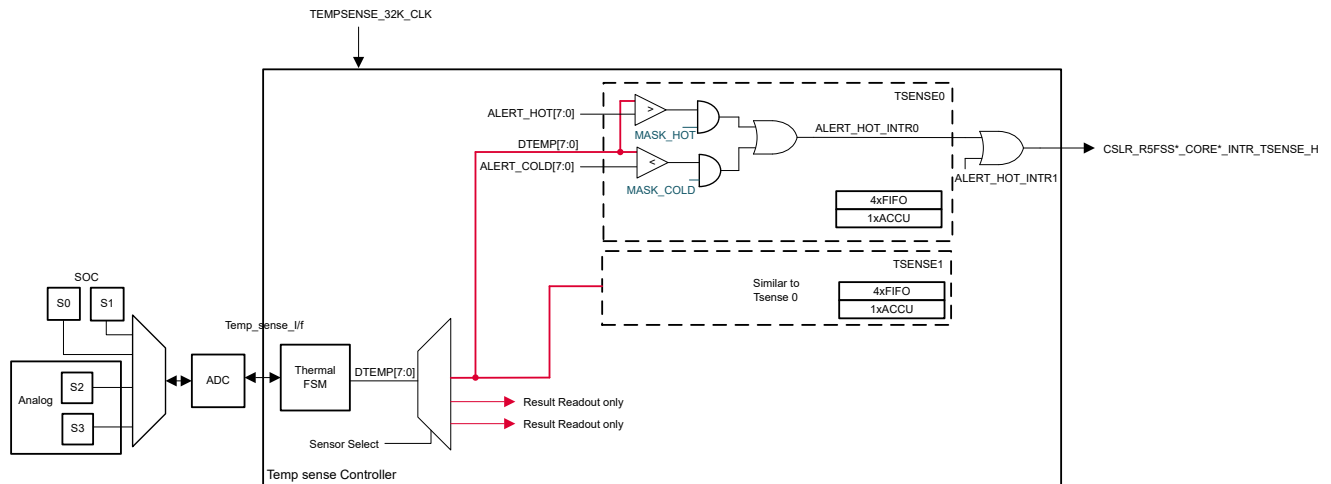 TEMPSENSE_32K_CLK
TSENSE0
>
ALERT_HOT[7:0]
MASK_HOT
ALERT_HOT_INTR0
DTEMP[7:0]
<
ALERT_COLD[7:0]
MASK_COLD
CSLR_R5FSS*_CORE*_INTR_TSENSE_H
ALERT_HOT_INTR1
4xFIFO
1xACCU
TSENSE1
Similar to
Tsense 0
4xFIFO
1xACCU
SOC
S0
S1
Temp_sense_I/f
Analog
S2
S3
ADC
Thermal
FSM
DTEMP[7:0]
Result Readout only
Result Readout only
Sensor Select
Temp sense Controller